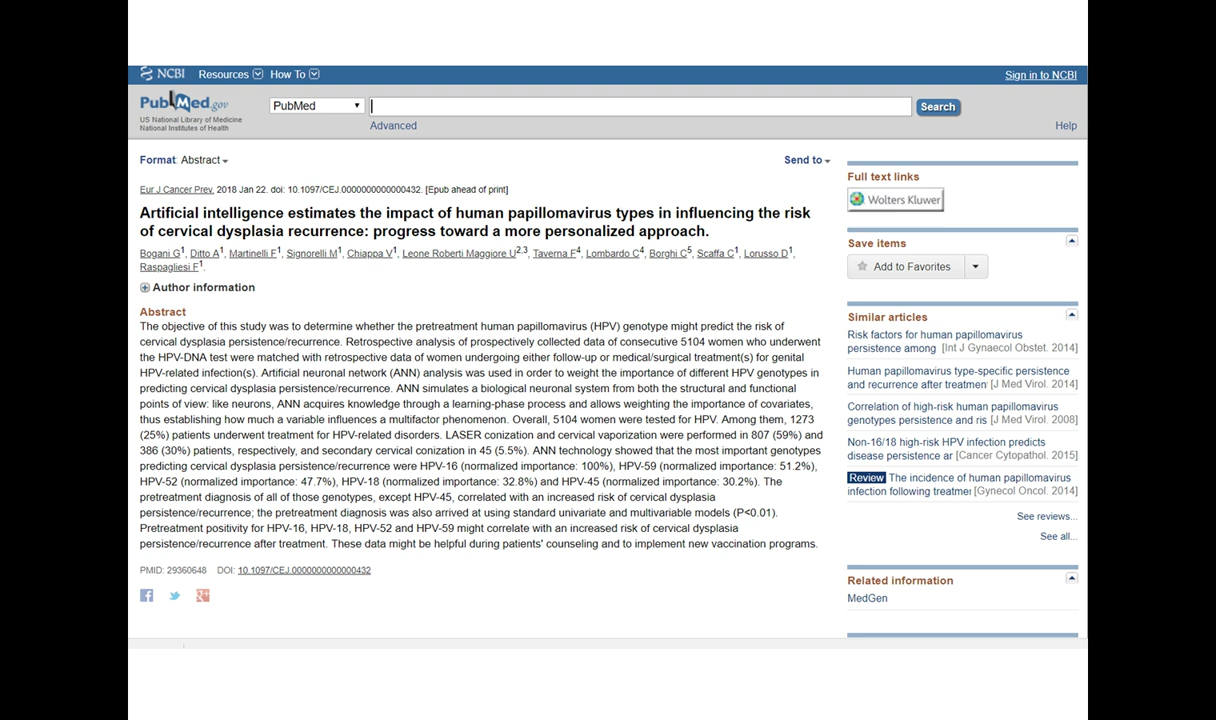 NCBI Resources How To Sign in to NCBI
PubMed.gov
US National Library of Medicine
National Institutes of Health
PubMed
Search
Advanced
Help
Format: Abstract
Send to
Eur J Cancer Prev. 2018 Jan 22. doi: 10.1097/CEJ.0000000000000432. [Epub ahead of print]
Artificial intelligence estimates the impact of human papillomavirus types in influencing the risk
of cervical dysplasia recurrence: progress toward a more personalized approach.
Bogani G1, Ditto A1, Martinelli F1, Signorelli M1, Chiappa V1, Leone Roberti Maggiore U2,3, Taverna F4, Lombardo C4, Borghi C5, Scaffa C1, Lorusso D1,
Raspagliesi F1.
Author information
Abstract
The objective of this study was to determine whether the pretreatment human papillomavirus (HPV) genotype might predict the risk of
cervical dysplasia persistence/recurrence. Retrospective analysis of prospectively collected data of consecutive 5104 women who underwent
the HPV-DNA test were matched with retrospective data of women undergoing either follow-up or medical/surgical treatment(s) for genital
HPV-related infection(s). Artificial neuronal network (ANN) analysis was used in order to weight the importance of different HPV genotypes in
predicting cervical dysplasia persistence/recurrence. ANN simulates a biological neuronal system from both the structural and functional
points of view: like neurons, ANN acquires knowledge through a learning-phase process and allows weighting the importance of covariates,
thus establishing how much a variable influences a multifactor phenomenon. Overall, 5104 women were tested for HPV. Among them, 1273
(25%) patients underwent treatment for HPV-related disorders. LASER conization and cervical vaporization were performed in 807 (59%) and
386 (30%) patients, respectively, and secondary cervical conization in 45 (5.5%). ANN technology showed that the most important genotypes
predicting cervical dysplasia persistence/recurrence were HPV-16 (normalized importance: 100%), HPV-59 (normalized importance: 51.2%),
HPV-52 (normalized importance: 47.7%), HPV-18 (normalized importance: 32.8%) and HPV-45 (normalized importance: 30.2%). The
pretreatment diagnosis of all of those genotypes, except HPV-45, correlated with an increased risk of cervical dysplasia
persistence/recurrence; the pretreatment diagnosis was also arrived at using standard univariate and multivariable models (P<0.01).
Pretreatment positivity for HPV-16, HPV-18, HPV-52 and HPV-59 might correlate with an increased risk of cervical dysplasia
persistence/recurrence after treatment. These data might be helpful during patients' counseling and to implement new vaccination programs.
PMID: 29360648 DOI: 10.1097/CEJ.0000000000000432
Full text links
Wolters Kluwer
Save items
Add to Favorites
Similar articles
Risk factors for human papillomavirus
persistence among [Int J Gynaecol Obstet. 2014]
Human papillomavirus type-specific persistence
and recurrence after treatmen [J Med Virol. 2014]
Correlation of high-risk human papillomavirus
genotypes persistence and ris [J Med Virol. 2008]
Non-16/18 high-risk HPV infection predicts
disease persistence ar [Cancer Cytopathol. 2015]
Review The incidence of human papillomavirus
infection following treatme [Gynecol Oncol. 2014]
See reviews...
See all...
Related information
MedGen